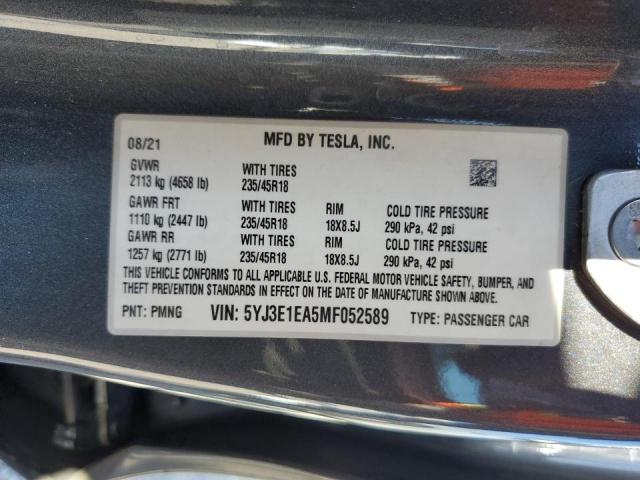 08/21 MFD BY TESLA, INC.
GVWR WITH TIRES
2113 kg (4658 lb) 235/45R18
GAWR FRT WITH TIRES RIM COLD TIRE PRESSURE
1110 kg (2447 lb) 235/45R18 18X8.5J 290 kPa, 42 psi
GAWR RR WITH TIRES RIM COLD TIRE PRESSURE
1257 kg (2771 lb) 235/45R18 18X8.5J 290 kPa, 42 psi
THIS VEHICLE CONFORMS TO ALL APPLICABLE U.S. FEDERAL MOTOR VEHICLE SAFETY, BUMPER, AND
THEFT PREVENTION STANDARDS IN EFFECT ON THE DATE OF MANUFACTURE SHOWN ABOVE.
PNT: PMNG VIN: 5YJ3E1EA5MF052589 TYPE: PASSENGER CAR